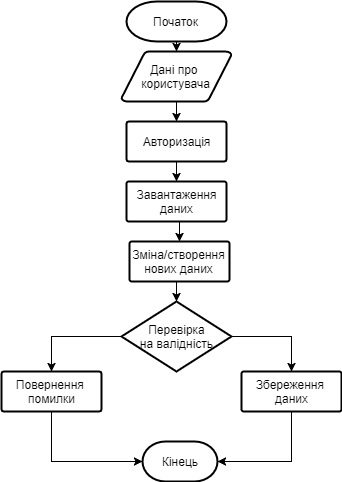 Початок
Дані про
користувача
Авторизація
Завантаження
даних
Зміна/створення
нових даних
Перевірка
на валідність
Повернення
помилки
Збереження
даних
Кінець